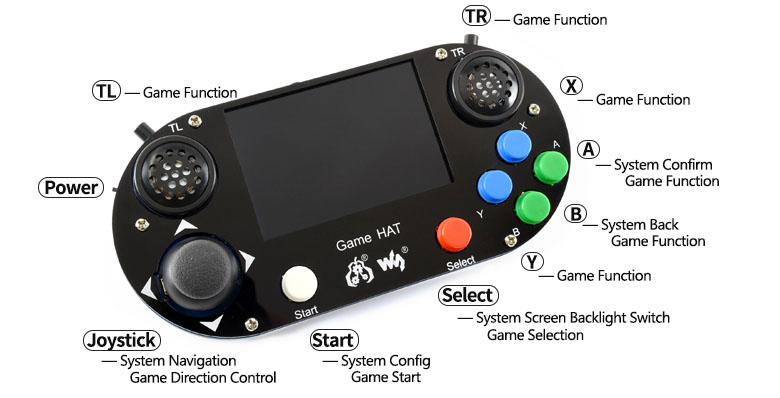 TR — Game Function
TL — Game Function
X
— Game Function
A
— System Confirm
Game Function
B
— System Back
Game Function
Y
— Game Function
Power
Select
— System Screen Backlight Switch
Game Selection
Joystick
— System Navigation
Game Direction Control
Start
— System Config
Game Start
TR
TL
X
A
Y
B
Game HAT
® ®
Select
Start